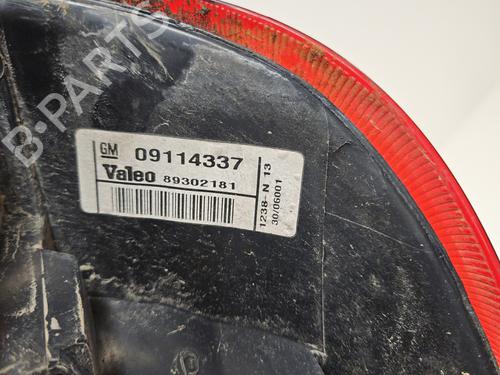 B-PARTS
GM 09114337
Valeo 89302181
1238-N 13
30/06001